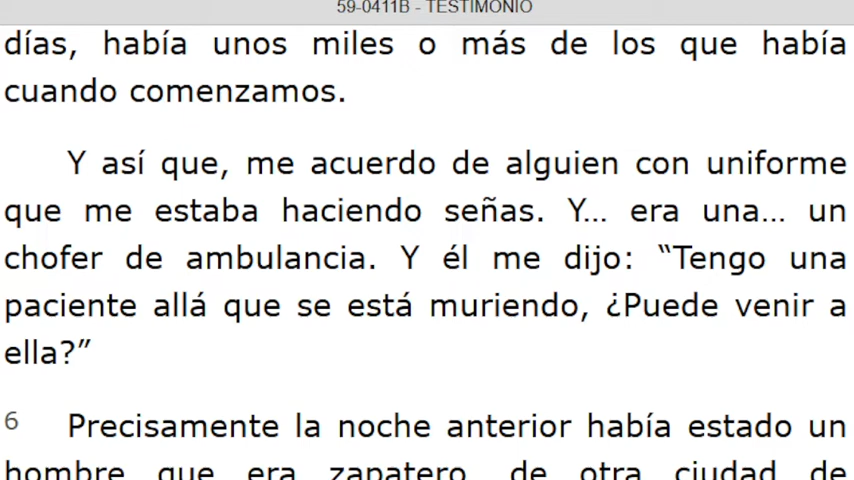 59-0411B - TESTIMONIO
días, había unos miles o más de los que había
cuando comenzamos.
Y así que, me acuerdo de alguien con uniforme
que me estaba haciendo señas. Y... era una... un
chofer de ambulancia. Y él me dijo: “Tengo una
paciente allá que se está muriendo, ¿Puede venir a
ella?”
6 Precisamente la noche anterior había estado un
hombre que era zapatero, de otra ciudad de